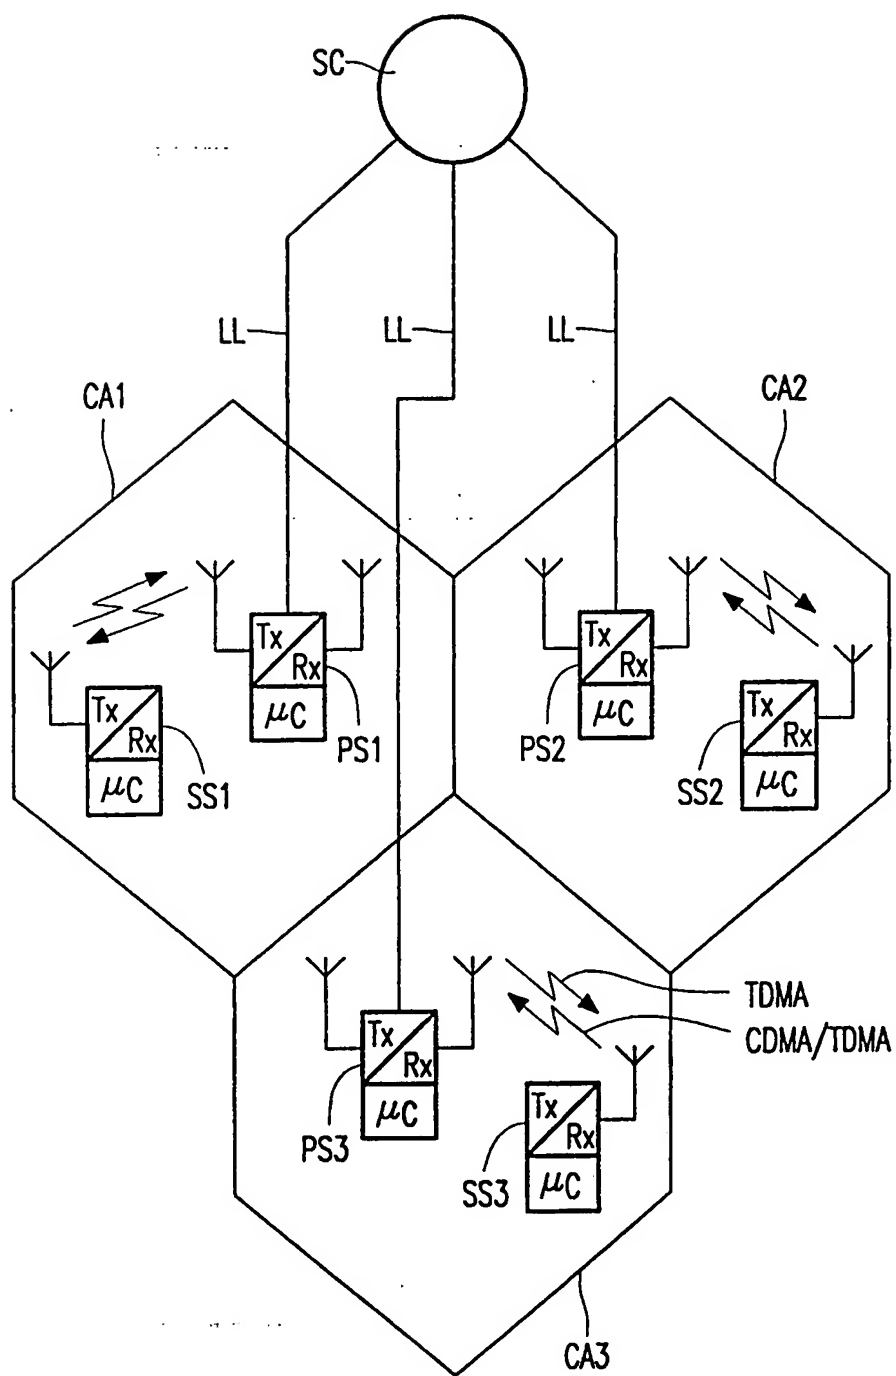 SC
LL LL LL
CA1 CA2
Tx
Rx
μC
PS1
Tx
Rx
μC
PS2
Tx
Rx
μC
SS1
Tx
Rx
μC
SS2
TDMA
CDMA/TDMA
Tx
Rx
μC
PS3
Tx
Rx
μC
SS3
CA3